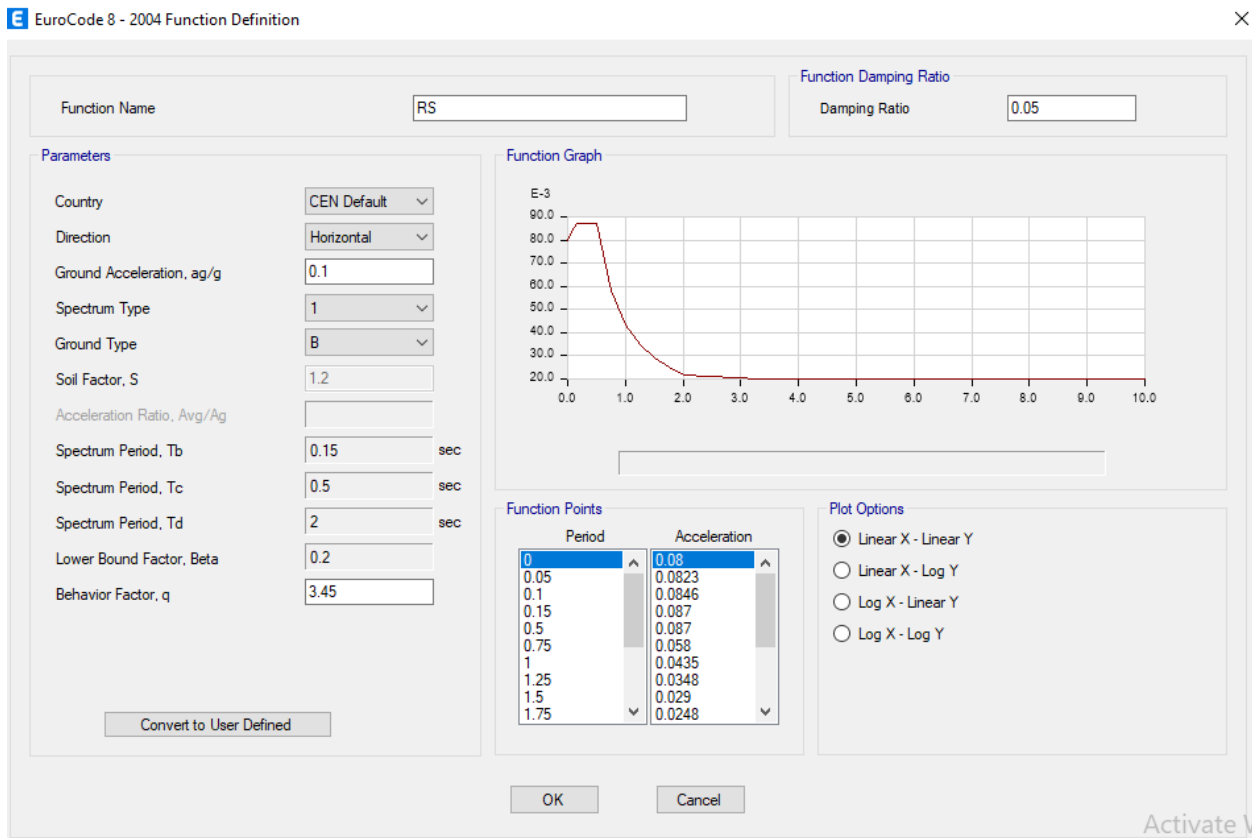 E EuroCode 8 - 2004 Function Definition
Function Name RS
Function Damping Ratio
Damping Ratio 0.05
Parameters
Country CEN Default
Direction Horizontal
Ground Acceleration, ag/g 0.1
Spectrum Type 1
Ground Type B
Soil Factor, S 1.2
Acceleration Ratio, Avg/Ag
Spectrum Period, Tb 0.15 sec
Spectrum Period, Tc 0.5 sec
Spectrum Period, Td 2 sec
Lower Bound Factor, Beta 0.2
Behavior Factor, q 3.45
Convert to User Defined
Function Graph
E-3
90.0
80.0
70.0
60.0
50.0
40.0
30.0
20.0
0.0 1.0 2.0 3.0 4.0 5.0 6.0 7.0 8.0 9.0 10.0
Function Points
Period Acceleration
0 0.08
0.05 0.0823
0.1 0.0846
0.15 0.087
0.5 0.087
0.75 0.058
1 0.0435
1.25 0.0348
1.5 0.029
1.75 0.0248
Plot Options
Linear X - Linear Y
Linear X - Log Y
Log X - Linear Y
Log X - Log Y
OK Cancel
Activate